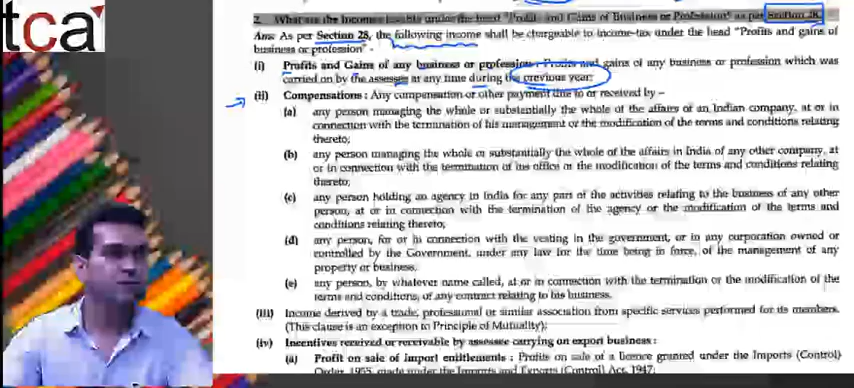 tca
2. What are the Incomes taxable under the head "Profit and Gains of Business or Profession" as per Section 28.
Ans: As per Section 28, the following income shall be chargeable to income-tax under the head "Profits and gains of
business or profession" -
(i) Profits and Gains of any business or profession : Profits and gains of any business or profession which was
carried on by the assessee at any time during the previous year;
(ii) Compensations : Any compensation or other payment due to or received by –
(a) any person managing the whole or substantially the whole of the affairs of an Indian company, at or in
connection with the termination of his management or the modification of the terms and conditions relating
thereto;
(b) any person managing the whole or substantially the whole of the affairs in India of any other company, at
or in connection with the termination of his office or the modification of the terms and conditions relating
thereto;
(c) any person holding an agency in India for any part of the activities relating to the business of any other
person, at or in connection with the termination of the agency or the modification of the terms and
conditions relating thereto;
(d) any person, for or in connection with the vesting in the government, or in any corporation owned or
controlled by the Government, under any law for the time being in force, of the management of any
property or business.
(e) any person, by whatever name called, at or in connection with the termination or the modification of the
terms and conditions, of any contract relating to his business.
(iii) Income derived by a trade, professional or similar association from specific services performed for its members.
(This clause is an exception to Principle of Mutuality);
(iv) Incentives received or receivable by assessee carrying on export business :
(a) Profit on sale of import entitlements : Profits on sale of a licence granted under the Imports (Control)
Order, 1955, made under the Imports and Exports (Control) Act, 1947;